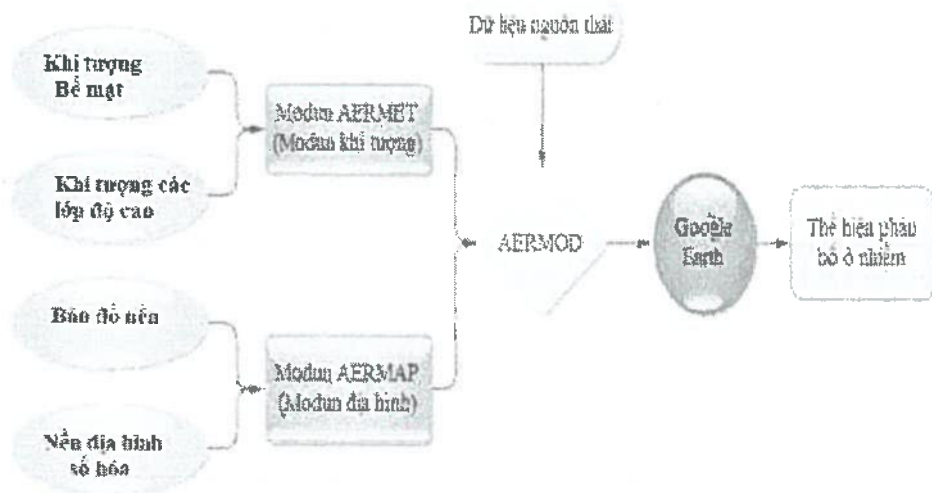 Dữ liệu nguồn thải
Khí tượng
Bề mặt
Modun AERMET
(Modun khí tượng)
Khí tượng các
lớp độ cao
AERMOD
Google
Earth
Thể hiện phân
bố ô nhiễm
Bản đồ nền
Modun AERMAP
(Modun địa hình)
Nền địa hình
số hóa